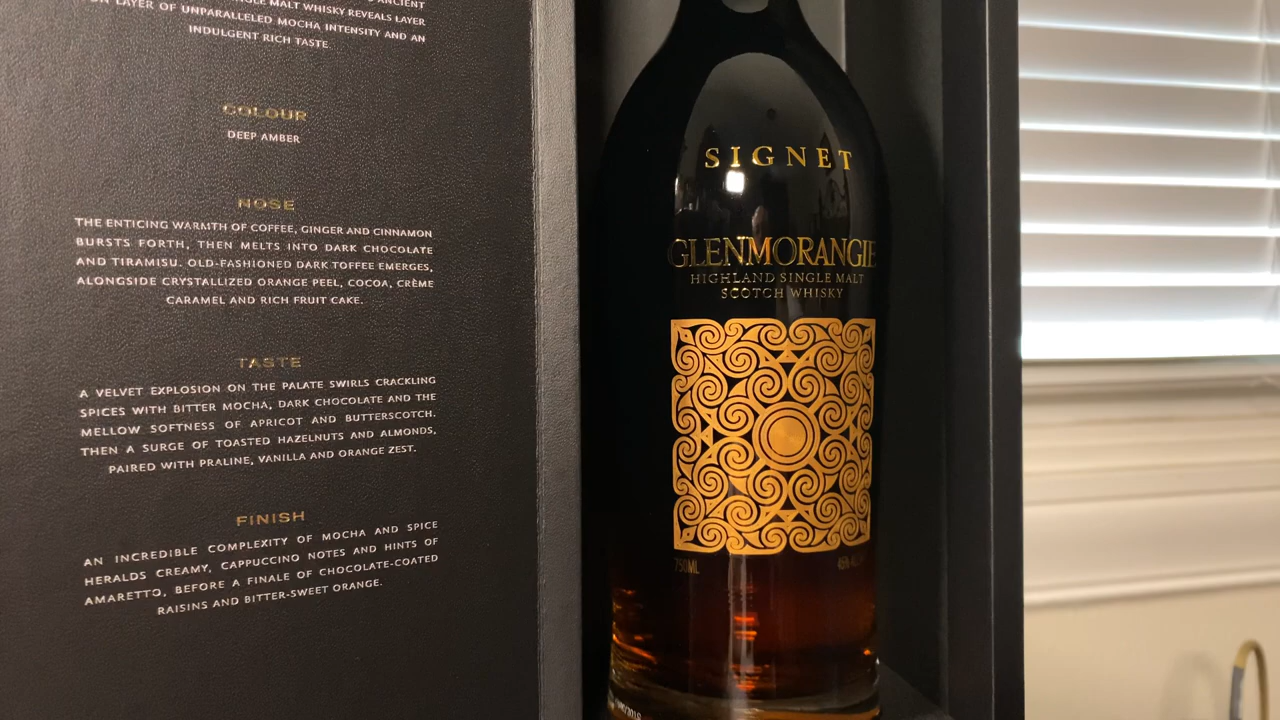 ANCIENT
SINGLE MALT WHISKY REVEALS LAYER
LAYER OF UNPARALLELED MOCHA INTENSITY AND AN
INDULGENT RICH TASTE
COLOUR
DEEP AMBER
NOSE
THE ENTICING WARMTH OF COFFEE, GINGER AND CINNAMON
BURSTS FORTH, THEN MELTS INTO DARK CHOCOLATE
AND TIRAMISU. OLD-FASHIONED DARK TOFFEE EMERGES,
ALONGSIDE CRYSTALLIZED ORANGE PEEL, COCOA, CRÈME
CARAMEL AND RICH FRUIT CAKE.
TASTE
A VELVET EXPLOSION ON THE PALATE SWIRLS CRACKLING
SPICES WITH BITTER MOCHA, DARK CHOCOLATE AND THE
MELLOW SOFTNESS OF APRICOT AND BUTTERSCOTCH.
THEN A SURGE OF TOASTED HAZELNUTS AND ALMONDS,
PAIRED WITH PRALINE, VANILLA AND ORANGE ZEST.
FINISH
AN INCREDIBLE COMPLEXITY OF MOCHA AND SPICE
HERALDS CREAMY, CAPPUCCINO NOTES AND HINTS OF
AMARETTO, BEFORE A FINALE OF CHOCOLATE-COATED
RAISINS AND BITTER-SWEET ORANGE.
SIGNET
GLENMORANGIE
HIGHLAND SINGLE MALT
SCOTCH WHISKY
750ML